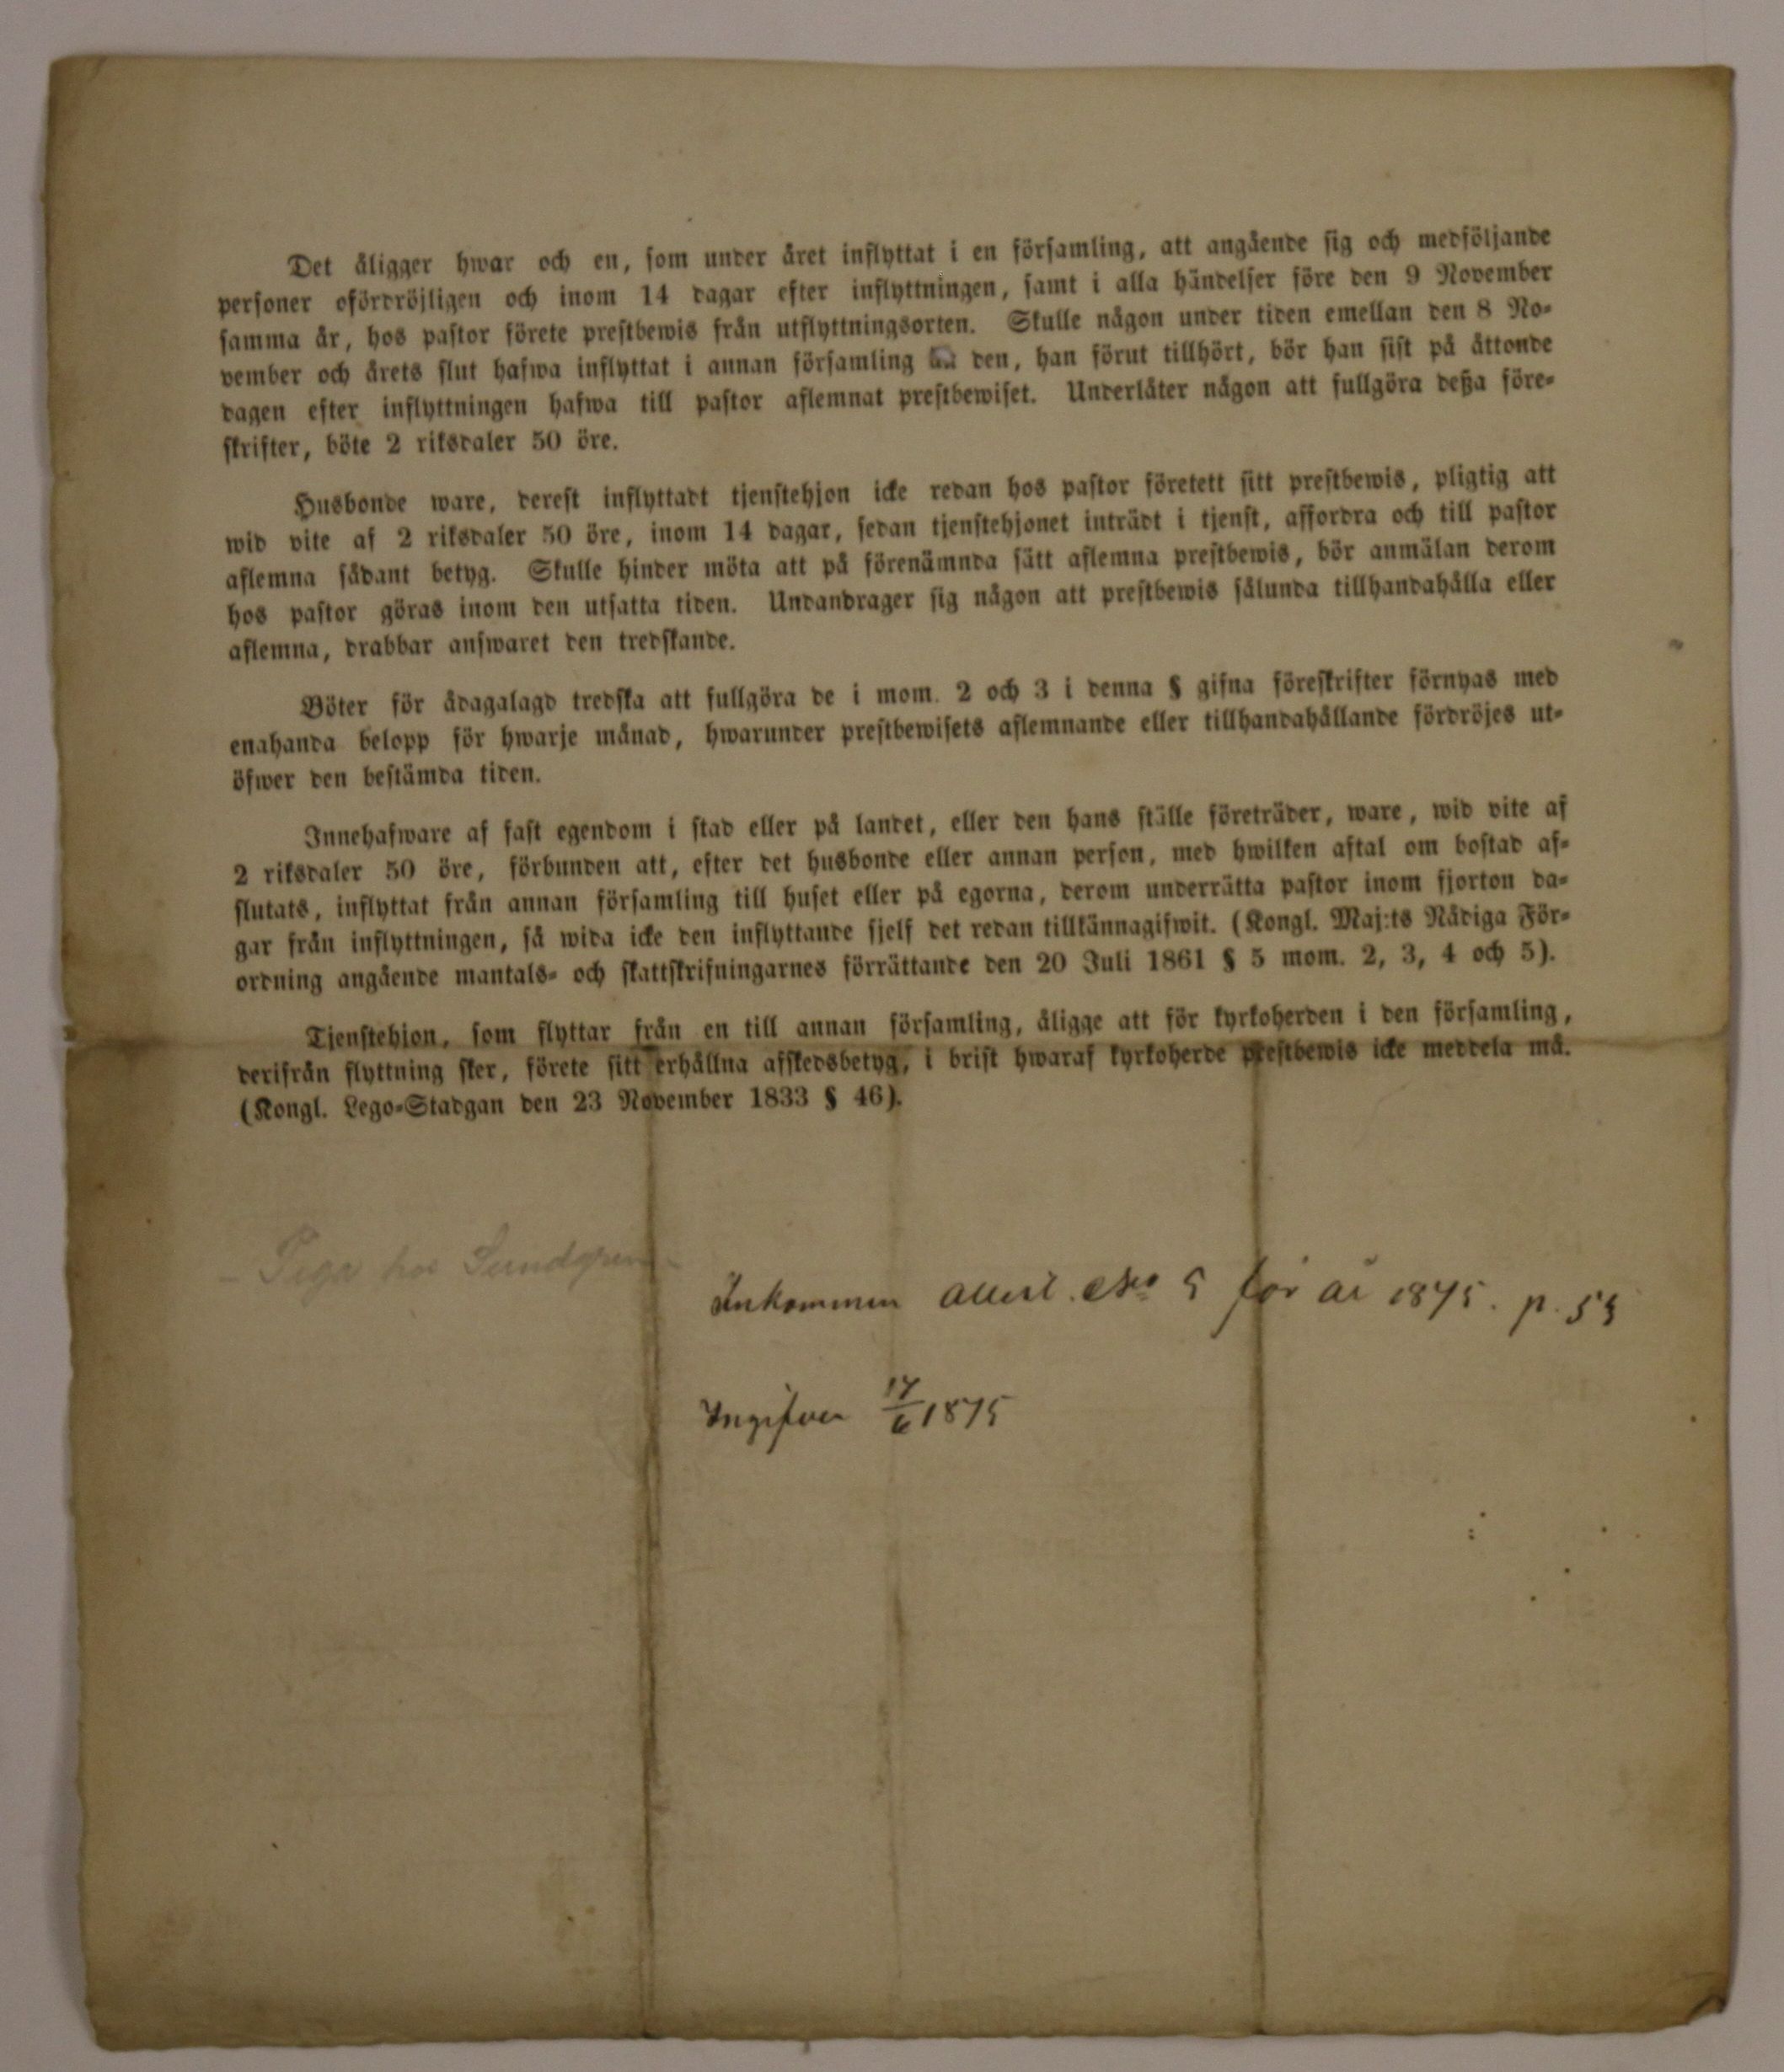 Det åligger hwar och en, som under året inflyttat i en församling, att angående sig och medföljande
personer ofördröjligen och inom 14 dagar efter inflyttningen, samt i alla händelser före den 9 November
samma år, hos pastor förete prestbewis från utflyttningsorten. Skulle någon under tiden emellan den 8 No-
vember och årets slut hafwa inflyttat i annan församling än den, han förut tillhört, bör han sist på åttonde
dagen efter inflyttningen hafwa till pastor aflemnat prestbewiset. Underlåter någon att fullgöra deßa före-
skrifter, böte 2 riksdaler 50 öre.
Husbonde ware, derest inflyttadt tjenstehjon icke redan hos pastor företett sitt prestbewis, pligtig att
wid vite af 2 riksdaler 50 öre, inom 14 dagar, sedan tjenstehjonet inträdt i tjenst, affordra och till pastor
aflemna sådant betyg. Skulle hinder möta att på förenämnda sätt aflemna prestbewis, bör anmälan derom
hos pastor göras inom den utsatta tiden. Undandrager sig någon att prestbewis sålunda tillhandahålla eller
aflemna, drabbar answaret den tredskande.
Böter för ådagalagd tredska att fullgöra de i mom. 2 och 3 i denna § gifna föreskrifter förnyas med
enahanda belopp för hwarje månad, hwarunder prestbewisets aflemnande eller tillhandahållande fördröjes ut-
öfwer den bestämda tiden.
Innehafware af fast egendom i stad eller på landet, eller den hans ställe företräder, ware, wid vite af
2 riksdaler 50 öre, förbunden att, efter det husbonde eller annan person, med hwilken aftal om bostad af-
slutats, inflyttat från annan församling till huset eller på egorna, derom underrätta pastor inom fjorton da-
gar från inflyttningen, så wida icke den inflyttande sjelf det redan tillkännagifwit. (Kongl. Maj:ts Nådiga För-
ordning angående mantals- och skattskrifningarnes förrättande den 20 Juli 1861 § 5 mom. 2, 3, 4 och 5).
Tjenstehjon, som flyttar från en till annan församling, åligge att för kyrkoherden i den församling,
derifrån flyttning sker, förete sitt erhållna afskedsbetyg, i brist hwaraf kyrkoherde prestbewis icke meddela må.
(Kongl. Lego-Stadgan den 23 November 1833 § 46).
– Piga hos Sundgren –
Inkommen attest No 5 för år 1875. p. 55
Ingifven 17/6 1875